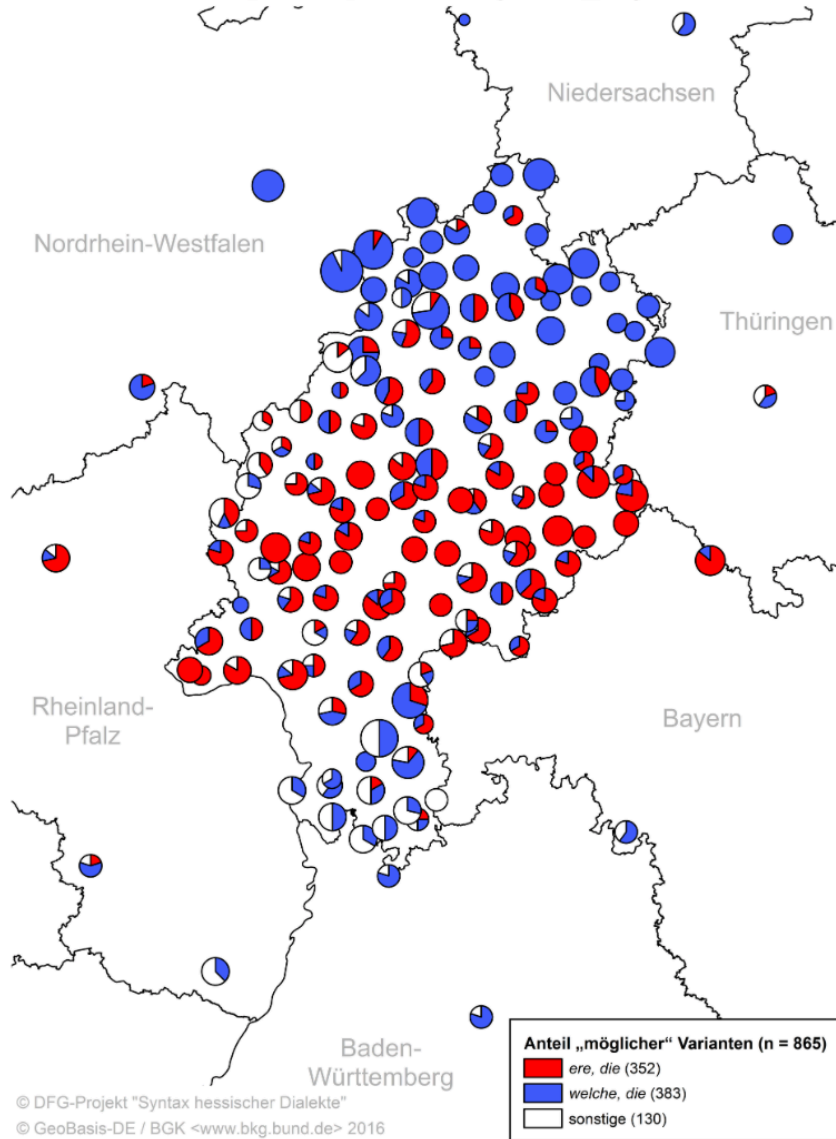 Niedersachsen
Nordrhein-Westfalen
Thüringen
Rheinland-
Pfalz
Bayern
Baden-
Württemberg
Anteil „möglicher“ Varianten (n = 865)
ere, die (352)
welche, die (383)
sonstige (130)
© DFG-Projekt "Syntax hessischer Dialekte"
© GeoBasis-DE / BGK <www.bkg.bund.de> 2016